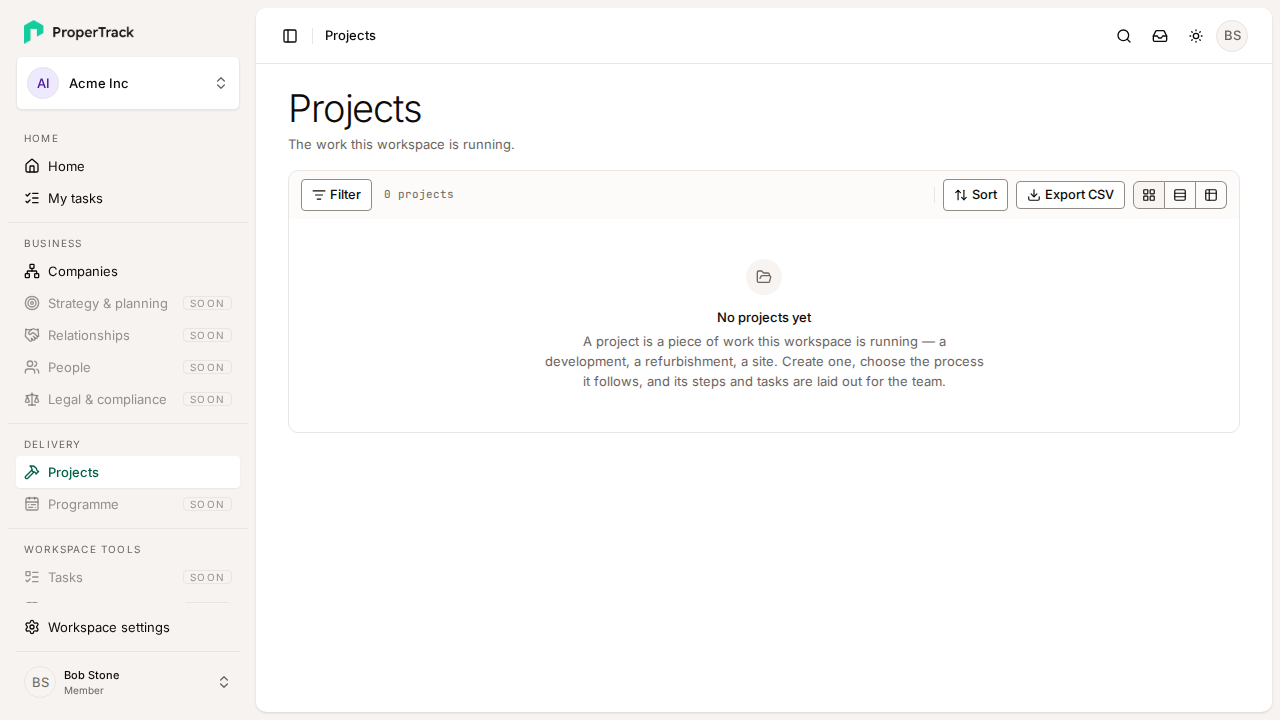 ProperTrack
AI
Acme Inc
HOME
Home
My tasks
BUSINESS
Companies
Strategy & planning SOON
Relationships SOON
People SOON
Legal & compliance SOON
DELIVERY
Projects
Programme SOON
WORKSPACE TOOLS
Tasks SOON
Workspace settings
BS
Bob Stone
Member
Projects
BS
Projects
The work this workspace is running.
Filter
0 projects
Sort
Export CSV
No projects yet
A project is a piece of work this workspace is running — a
development, a refurbishment, a site. Create one, choose the process
it follows, and its steps and tasks are laid out for the team.